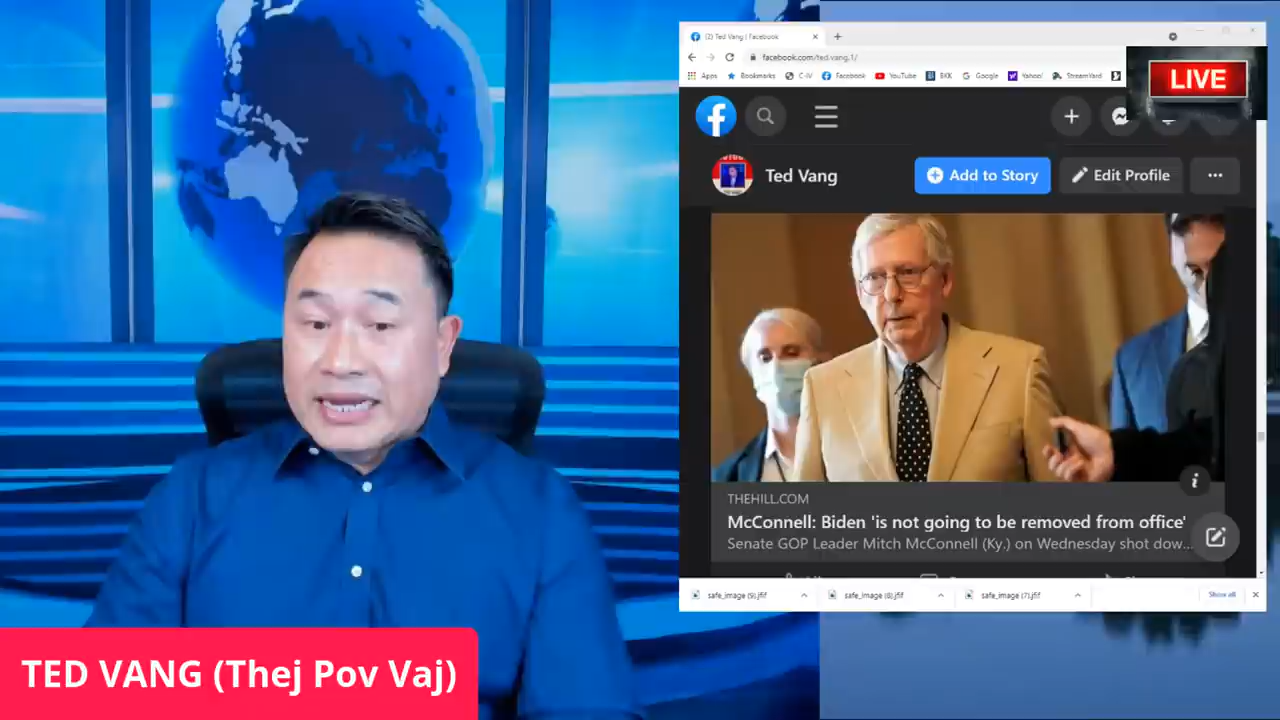 (2) Ted Vang | Facebook
facebook.com/ted.vang.1/
Apps Bookmarks C-IV Facebook YouTube BKK Google Yahoo! StreamYard
LIVE
Ted Vang
Add to Story
Edit Profile
THEHILL.COM
McConnell: Biden 'is not going to be removed from office'
Senate GOP Leader Mitch McConnell (Ky.) on Wednesday shot dow...
safe_image (9).jfif
safe_image (8).jfif
safe_image (7).jfif
Show all
TED VANG (Thej Pov Vaj)